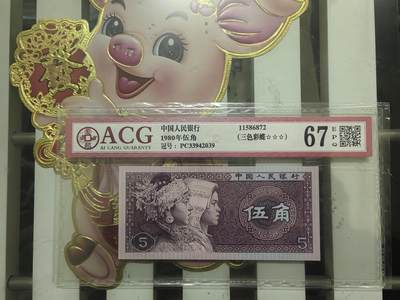 ACG
AI CANG GUARANTY
中国人民银行
1980年伍角
冠号: PC33942039
11586872
(三色彩蝶☆☆☆)
67 EPQ
中国人民银行
伍角
5
5